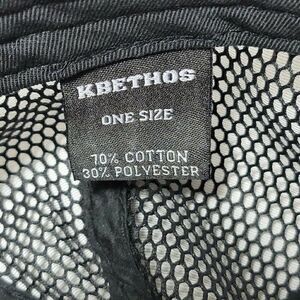 KBETHOS
ONE SIZE
70% COTTON
30% POLYESTER